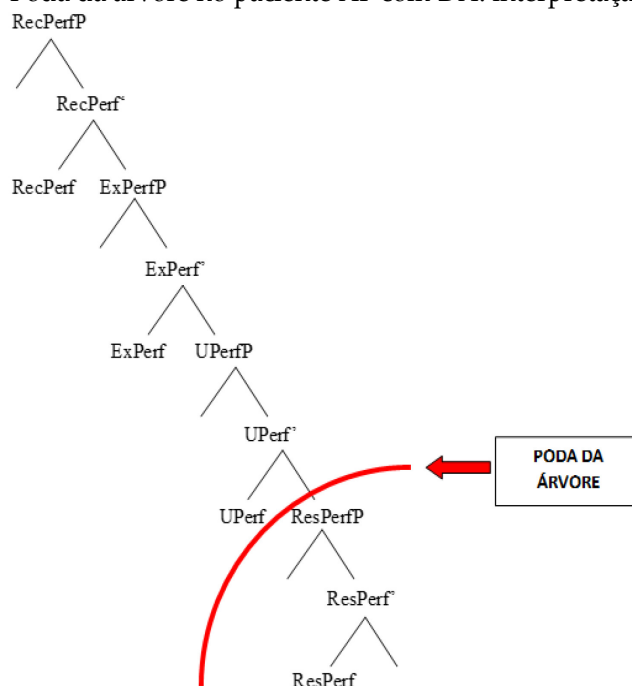 RecPerfP
RecPerf‘
RecPerf ExPerfP
ExPerf’
ExPerf UPerfP
UPerf’
PODA DA
ÁRVORE
UPerf ResPerfP
ResPerf’
ResPerf